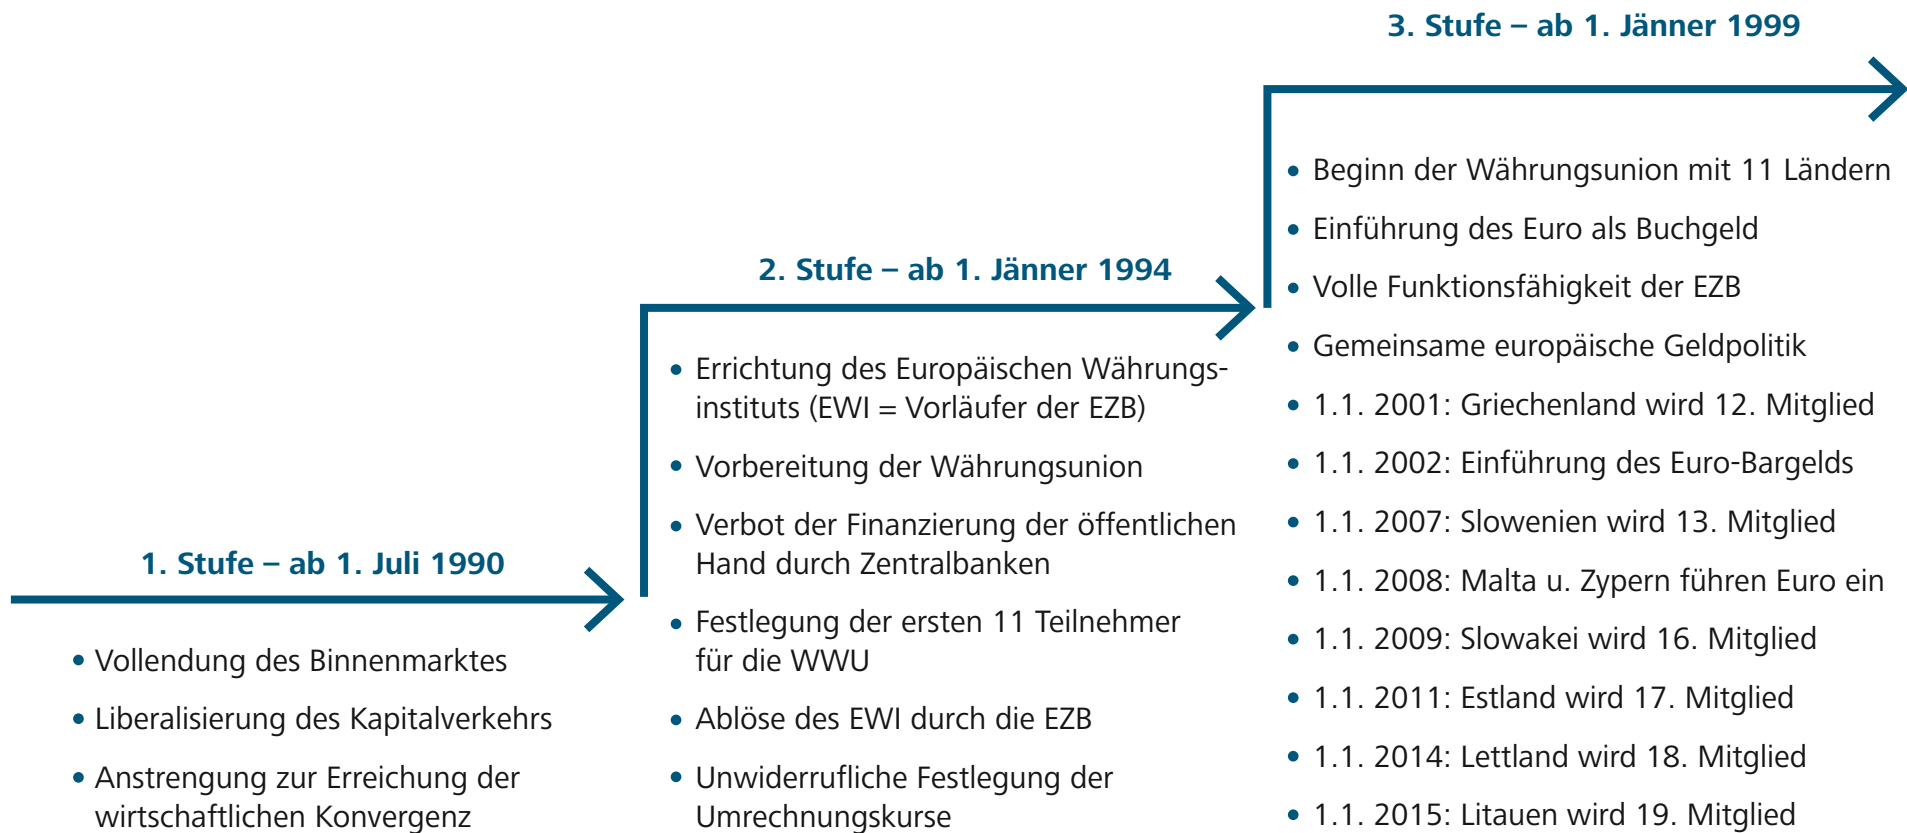 1. Stufe – ab 1. Juli 1990
• Vollendung des Binnenmarktes
• Liberalisierung des Kapitalverkehrs
• Anstrengung zur Erreichung der
wirtschaftlichen Konvergenz
2. Stufe – ab 1. Jänner 1994
• Errichtung des Europäischen Währungs-
instituts (EWI = Vorläufer der EZB)
• Vorbereitung der Währungsunion
• Verbot der Finanzierung der öffentlichen
Hand durch Zentralbanken
• Festlegung der ersten 11 Teilnehmer
für die WWU
• Ablöse des EWI durch die EZB
• Unwiderrufliche Festlegung der
Umrechnungskurse
3. Stufe – ab 1. Jänner 1999
• Beginn der Währungsunion mit 11 Ländern
• Einführung des Euro als Buchgeld
• Volle Funktionsfähigkeit der EZB
• Gemeinsame europäische Geldpolitik
• 1.1. 2001: Griechenland wird 12. Mitglied
• 1.1. 2002: Einführung des Euro-Bargelds
• 1.1. 2007: Slowenien wird 13. Mitglied
• 1.1. 2008: Malta u. Zypern führen Euro ein
• 1.1. 2009: Slowakei wird 16. Mitglied
• 1.1. 2011: Estland wird 17. Mitglied
• 1.1. 2014: Lettland wird 18. Mitglied
• 1.1. 2015: Litauen wird 19. Mitglied